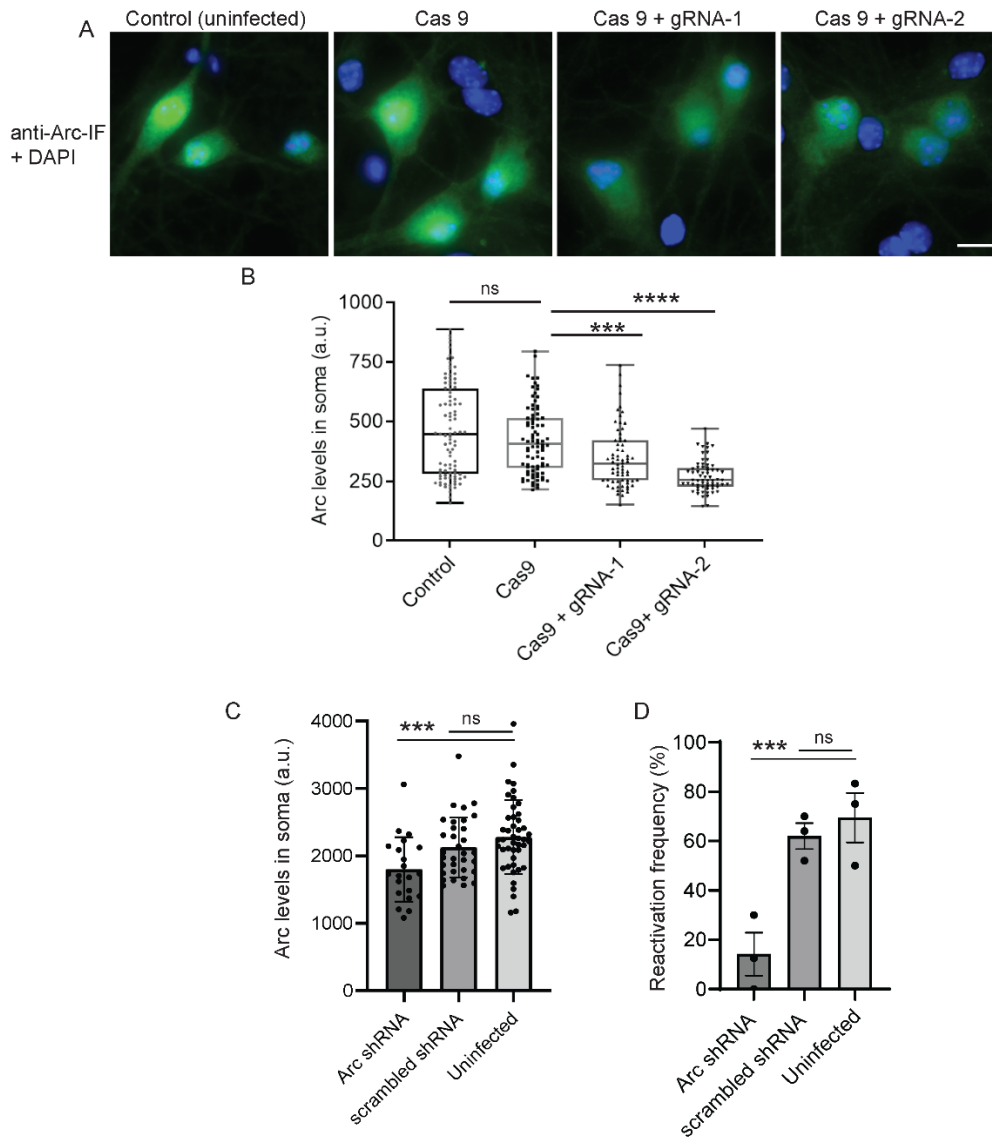 A
Control (uninfected)
Cas 9
Cas 9 + gRNA-1
Cas 9 + gRNA-2
anti-Arc-IF
+ DAPI
B
ns
****
***
1000
750
500
250
0
Arc levels in soma (a.u.)
Control
Cas9
Cas9 + gRNA-1
Cas9+ gRNA-2
C
***
ns
4000
3000
2000
1000
0
Arc levels in soma (a.u.)
Arc shRNA
scrambled shRNA
Uninfected
D
***
ns
100
80
60
40
20
0
Reactivation frequency (%)
Arc shRNA
scrambled shRNA
Uninfected